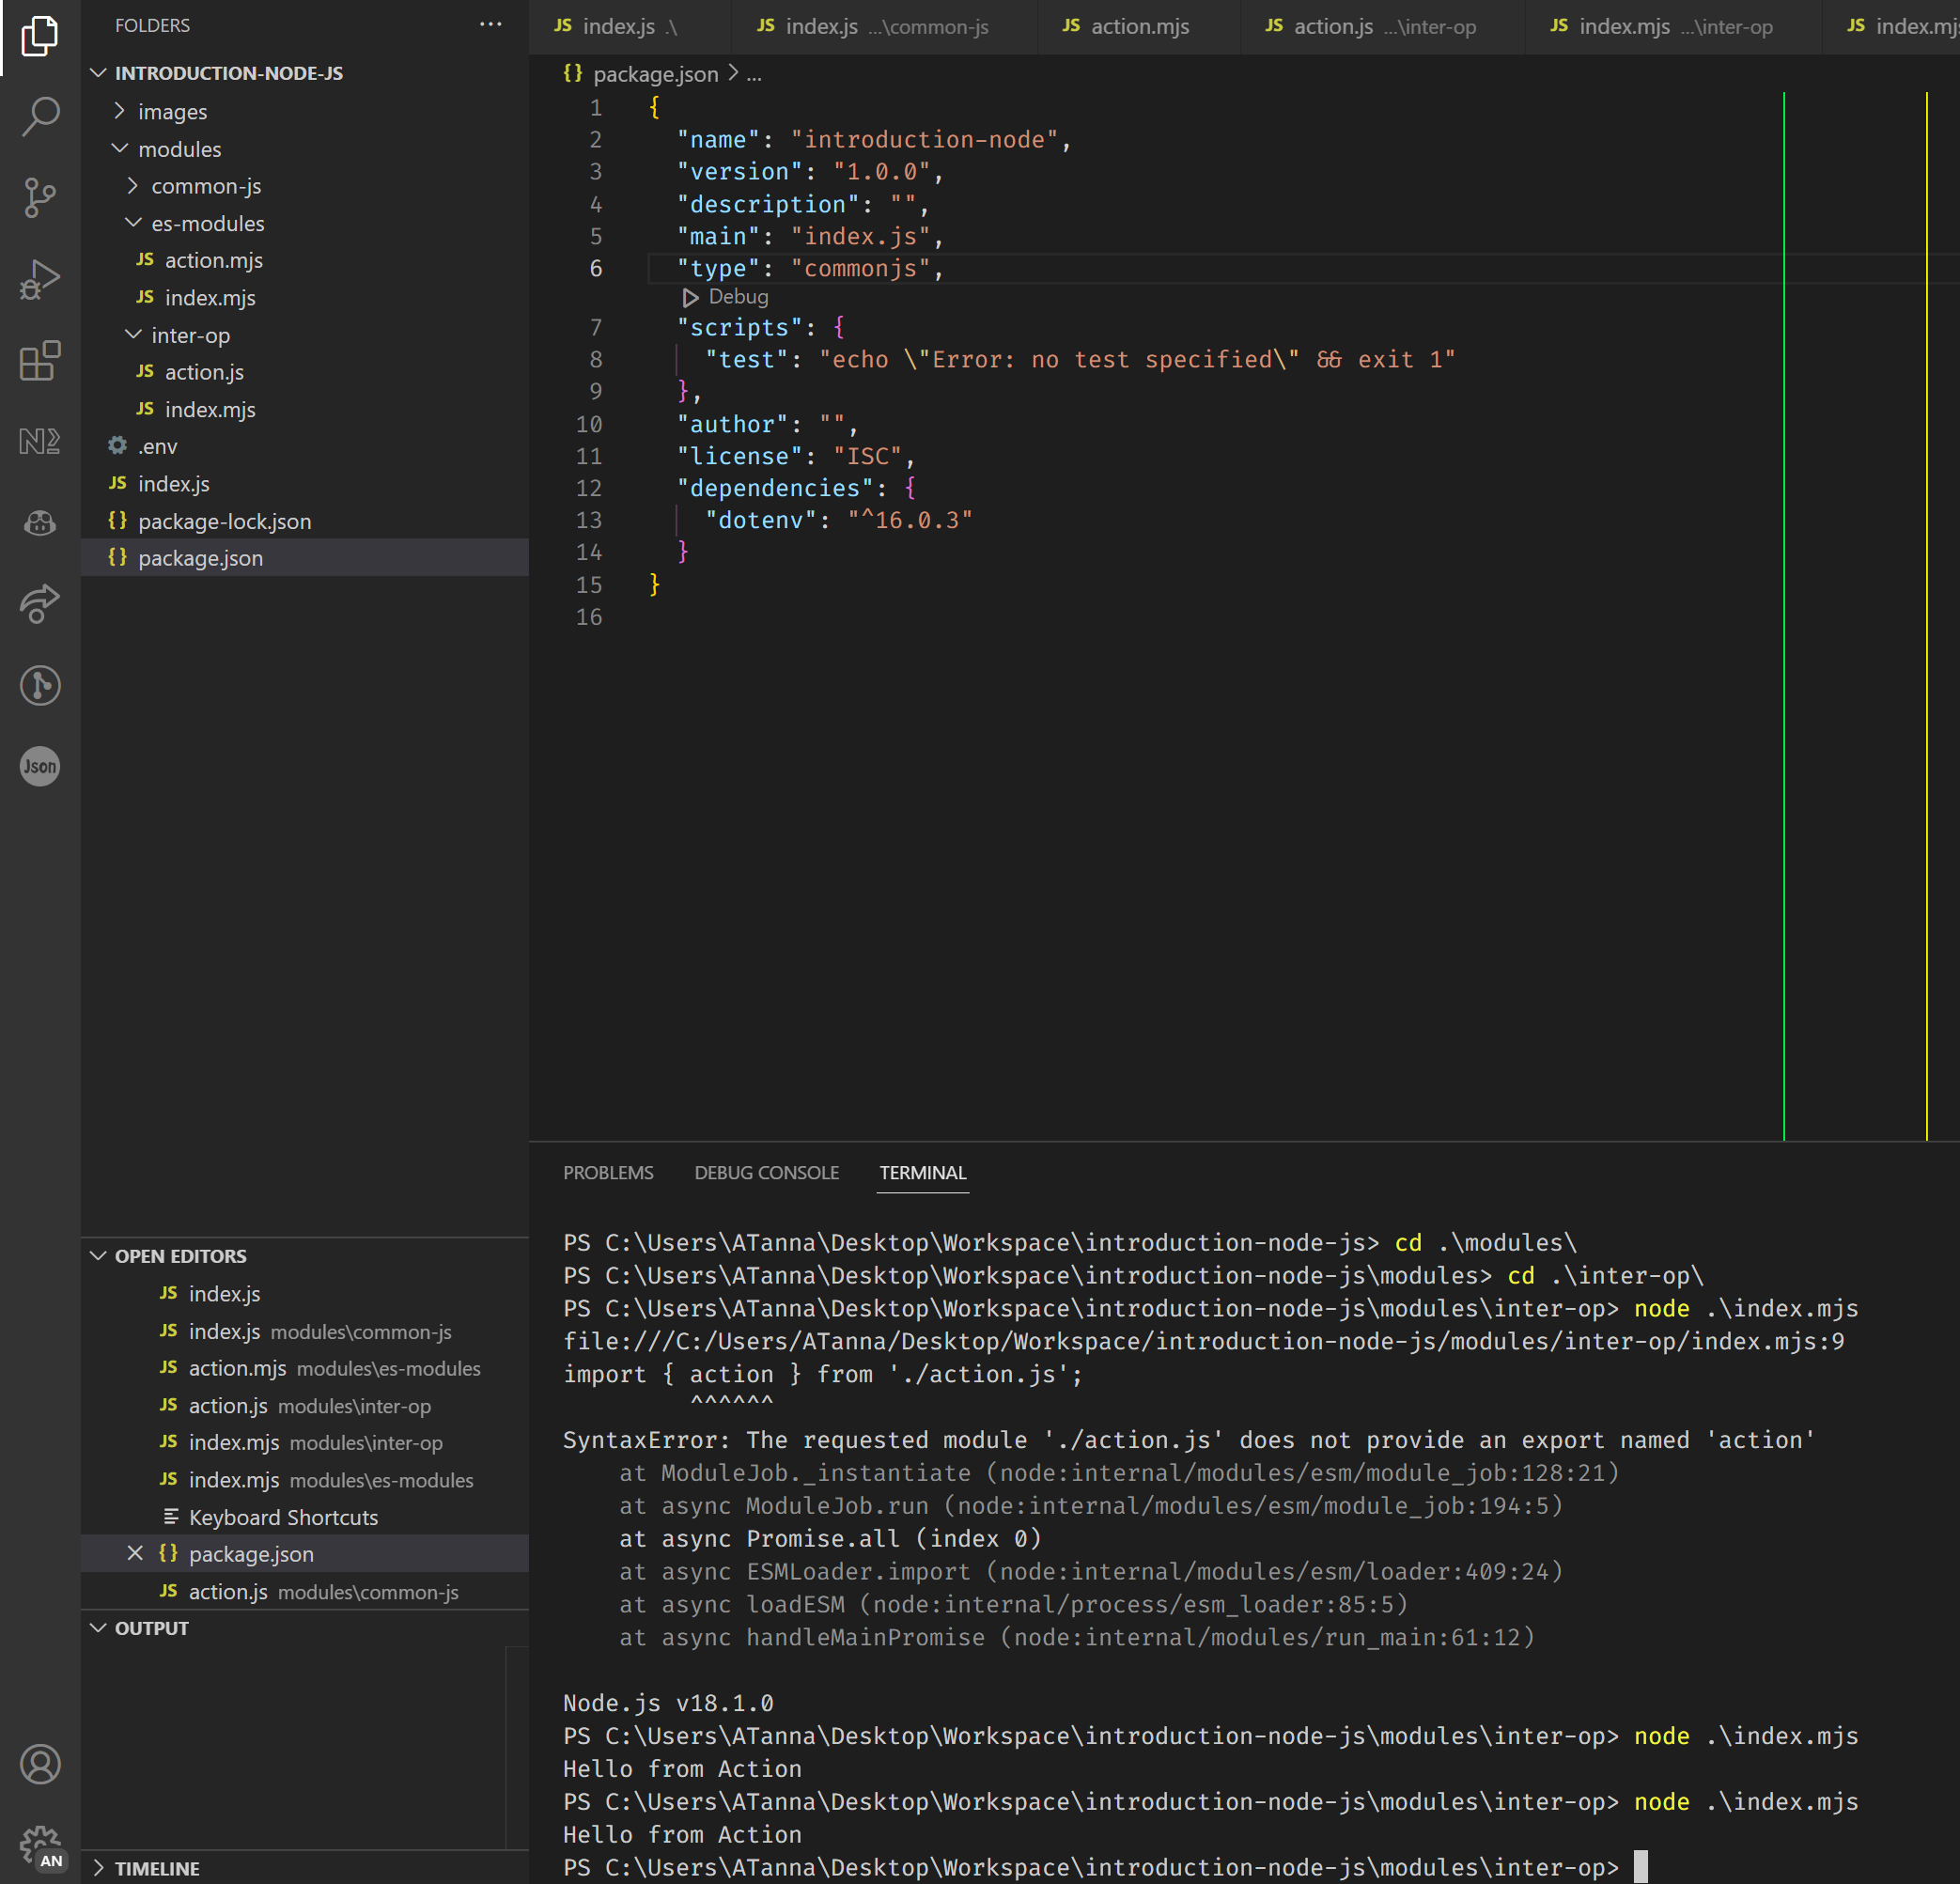 FOLDERS
INTRODUCTION-NODE-JS
images
modules
common-js
es-modules
JS action.mjs
JS index.mjs
inter-op
JS action.js
JS index.mjs
.env
JS index.js
{} package-lock.json
{} package.json
Json
OPEN EDITORS
JS index.js
JS index.js modules\common-js
JS action.mjs modules\es-modules
JS action.js modules\inter-op
JS index.mjs modules\inter-op
JS index.mjs modules\es-modules
Keyboard Shortcuts
{} package.json
JS action.js modules\common-js
OUTPUT
TIMELINE
AN
JS index.js .\ JS index.js ...\common-js JS action.mjs JS action.js ...\inter-op JS index.mjs ...\inter-op JS index.mjs
{} package.json > ...
1 {
2 "name": "introduction-node",
3 "version": "1.0.0",
4 "description": "",
5 "main": "index.js",
6 "type": "commonjs",
Debug
7 "scripts": {
8 "test": "echo \"Error: no test specified\" && exit 1"
9 },
10 "author": "",
11 "license": "ISC",
12 "dependencies": {
13 "dotenv": "^16.0.3"
14 }
15 }
16
PROBLEMS DEBUG CONSOLE TERMINAL
PS C:\Users\ATanna\Desktop\Workspace\introduction-node-js> cd .\modules\
PS C:\Users\ATanna\Desktop\Workspace\introduction-node-js\modules> cd .\inter-op\
PS C:\Users\ATanna\Desktop\Workspace\introduction-node-js\modules\inter-op> node .\index.mjs
file:///C:/Users/ATanna/Desktop/Workspace/introduction-node-js/modules/inter-op/index.mjs:9
import { action } from './action.js';
^^^^^^
SyntaxError: The requested module './action.js' does not provide an export named 'action'
at ModuleJob._instantiate (node:internal/modules/esm/module_job:128:21)
at async ModuleJob.run (node:internal/modules/esm/module_job:194:5)
at async Promise.all (index 0)
at async ESMLoader.import (node:internal/modules/esm/loader:409:24)
at async loadESM (node:internal/process/esm_loader:85:5)
at async handleMainPromise (node:internal/modules/run_main:61:12)
Node.js v18.1.0
PS C:\Users\ATanna\Desktop\Workspace\introduction-node-js\modules\inter-op> node .\index.mjs
Hello from Action
PS C:\Users\ATanna\Desktop\Workspace\introduction-node-js\modules\inter-op> node .\index.mjs
Hello from Action
PS C:\Users\ATanna\Desktop\Workspace\introduction-node-js\modules\inter-op>